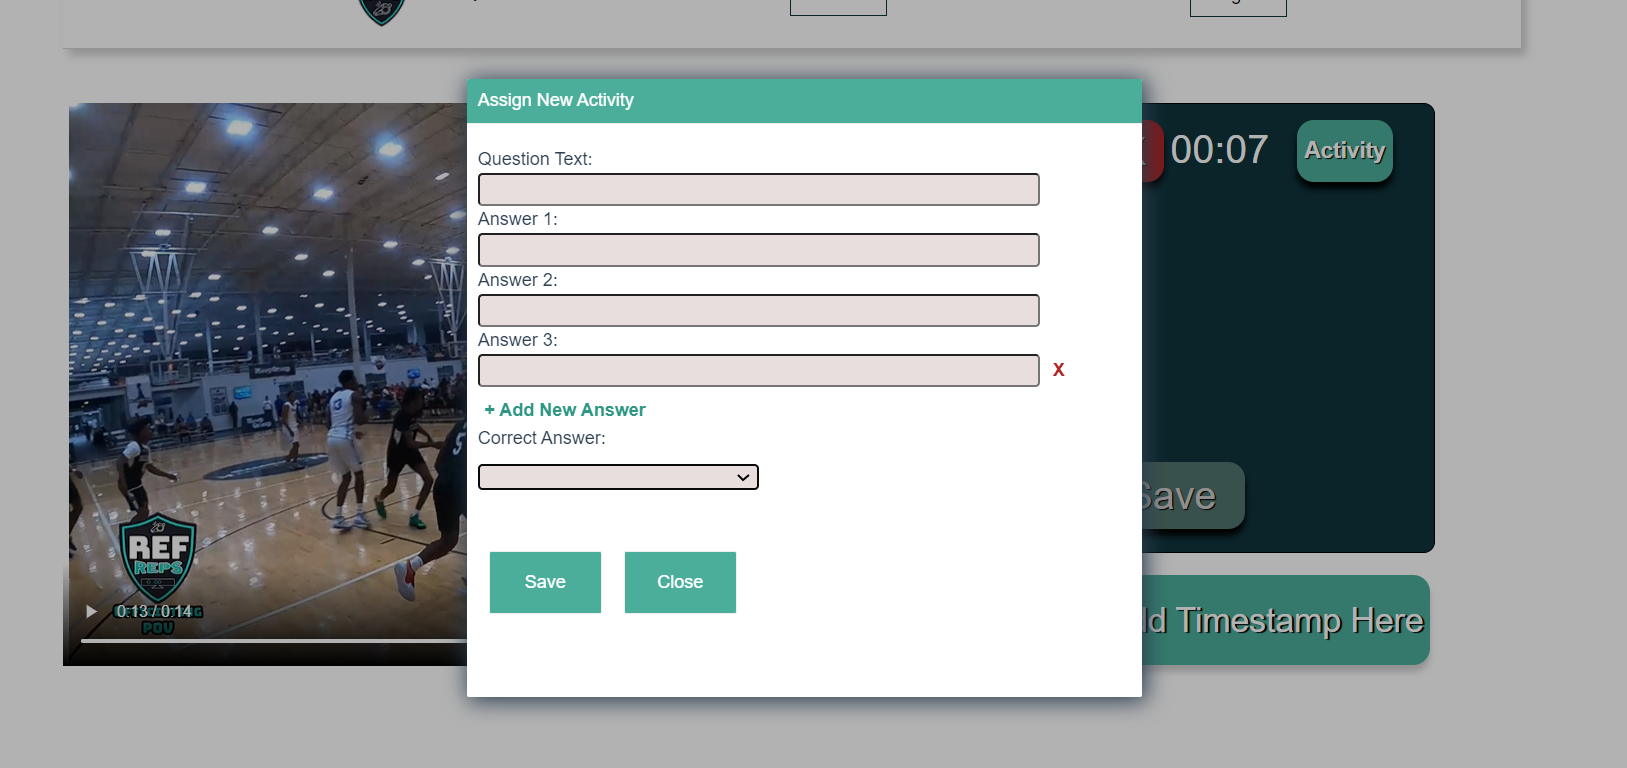 Assign New Activity
Question Text:
Answer 1:
Answer 2:
Answer 3:
X
+ Add New Answer
Correct Answer:
Save
Close
00:07
Activity
Save
Timestamp Here
REF
REPS
POV
0:13 / 0:14